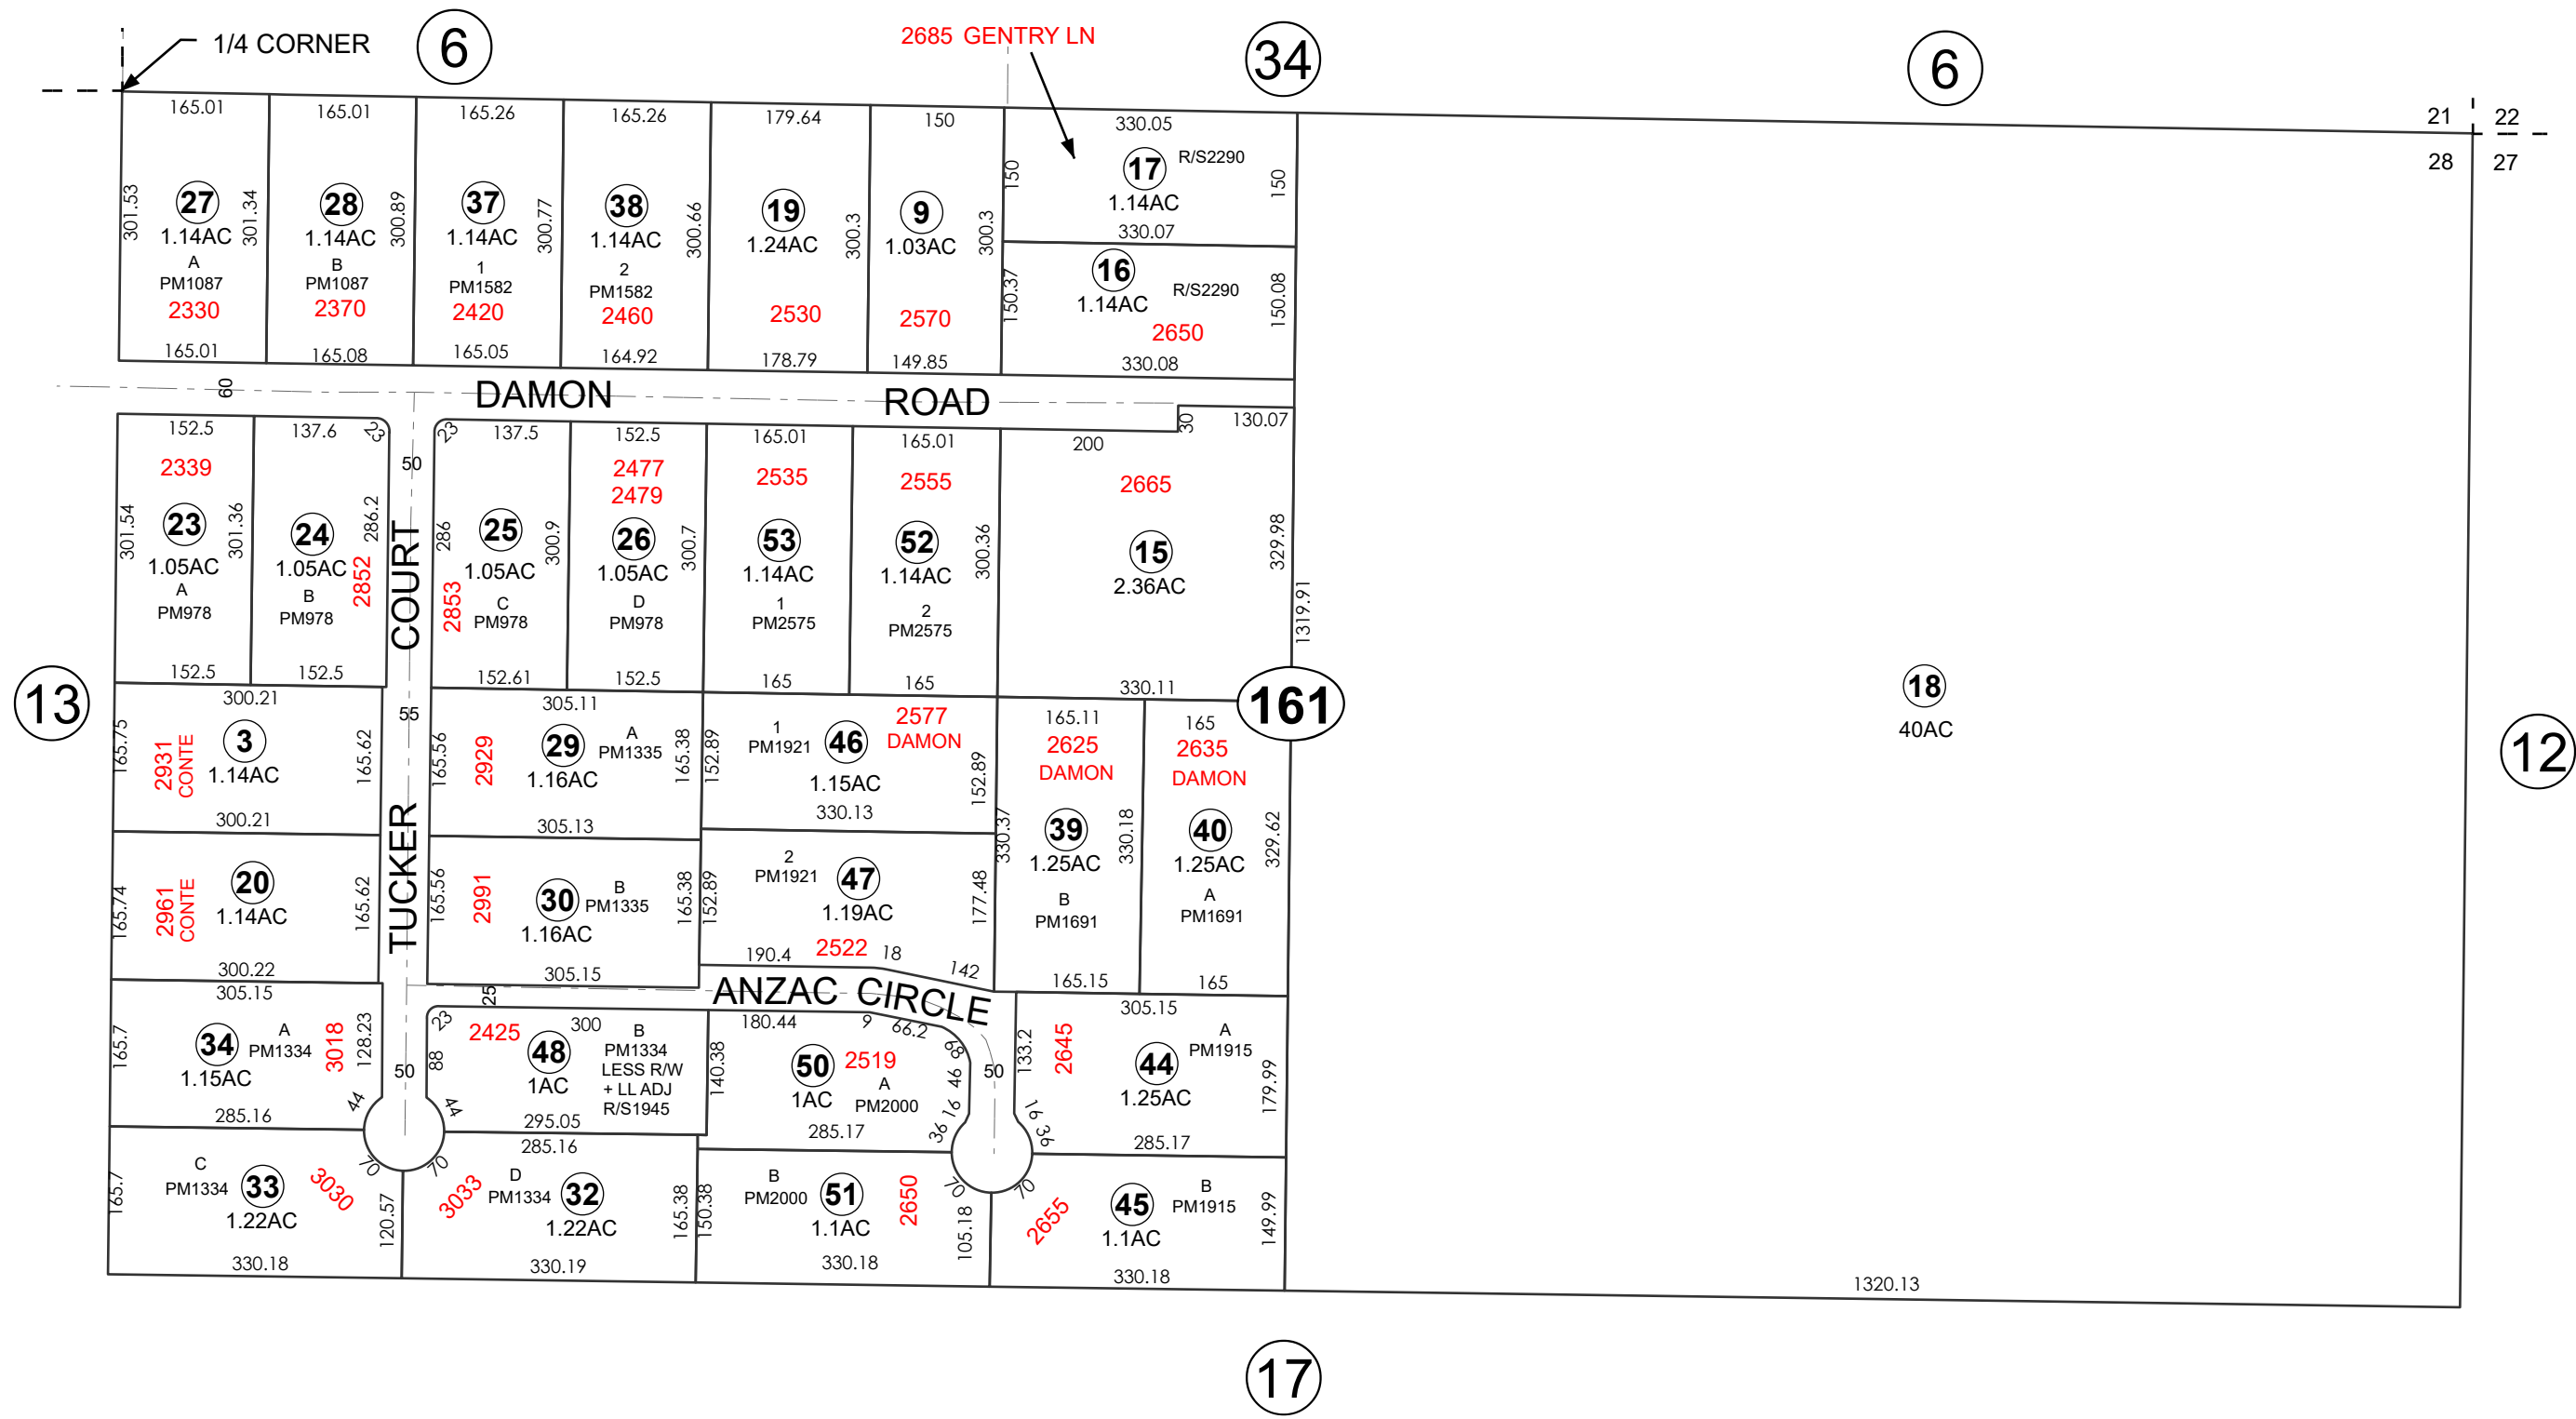 1/4 CORNER
6
2685 GENTRY LN
34
6
21
22
28
27
165.01
165.01
165.26
165.26
179.64
150
330.05
301.53
27
1.14AC
A
PM1087
2330
165.01
301.34
28
1.14AC
B
PM1087
2370
165.08
300.89
37
1.14AC
1
PM1582
2420
165.05
300.77
38
1.14AC
2
PM1582
2460
164.92
300.66
19
1.24AC
2530
178.79
300.3
9
1.03AC
2570
149.85
300.3
150
17
R/S2290
1.14AC
150
330.07
150.37
16
1.14AC
R/S2290
2650
150.08
330.08
60
DAMON ROAD
152.5
2339
301.54
23
1.05AC
A
PM978
301.36
152.5
137.6
23
24
1.05AC
B
PM978
286.2
2852
152.5
50
TUCKER COURT
55
23
137.5
286
25
1.05AC
2853
C
PM978
300.9
152.61
152.5
2477
2479
26
1.05AC
D
PM978
300.7
152.5
165.01
2535
53
1.14AC
1
PM2575
165
165.01
2555
52
1.14AC
2
PM2575
300.36
165
200
30
130.07
2665
15
2.36AC
329.98
1319.91
330.11
161
13
300.21
165.75
2931
CONTE
3
1.14AC
165.62
300.21
165.74
2961
CONTE
20
1.14AC
165.62
300.22
305.11
165.56
2929
29
1.16AC
A
PM1335
165.38
305.13
165.56
2991
30
1.16AC
B
PM1335
165.38
305.15
152.89
1
PM1921
46
2577
DAMON
1.15AC
152.89
330.13
152.89
2
PM1921
47
1.19AC
177.48
190.4
2522
18
142
165.11
2625
DAMON
330.37
39
1.25AC
330.18
B
PM1691
165.15
165
2635
DAMON
40
1.25AC
329.62
A
PM1691
165
18
40AC
12
25
ANZAC CIRCLE
305.15
165.7
34
1.15AC
A
PM1334
3018
128.23
44
285.16
50
23
88
44
2425
300
48
1AC
B
PM1334
LESS R/W
+ LL ADJ
R/S1945
295.05
140.38
180.44
9
66.2
68
46
16
36
50
2519
1AC
A
PM2000
285.17
50
133.2
16
36
2645
305.15
44
1.25AC
A
PM1915
179.99
285.17
165.7
C
PM1334
33
1.22AC
3030
70
120.57
330.18
70
285.16
3033
D
PM1334
32
1.22AC
165.38
330.19
150.38
B
PM2000
51
1.1AC
2650
70
105.18
330.18
70
2655
45
1.1AC
B
PM1915
149.99
330.18
1320.13
17